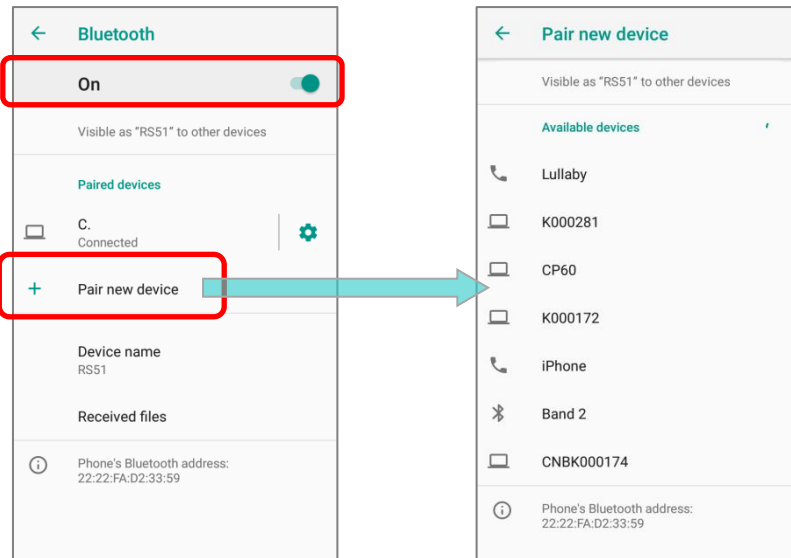 Bluetooth
On
Visible as “RS51” to other devices
Paired devices
C.
Connected
Pair new device
Device name
RS51
Received files
Phone's Bluetooth address:
22:22:FA:D2:33:59
Pair new device
Visible as “RS51” to other devices
Available devices
Lullaby
K000281
CP60
K000172
iPhone
Band 2
CNBK000174
Phone's Bluetooth address:
22:22:FA:D2:33:59